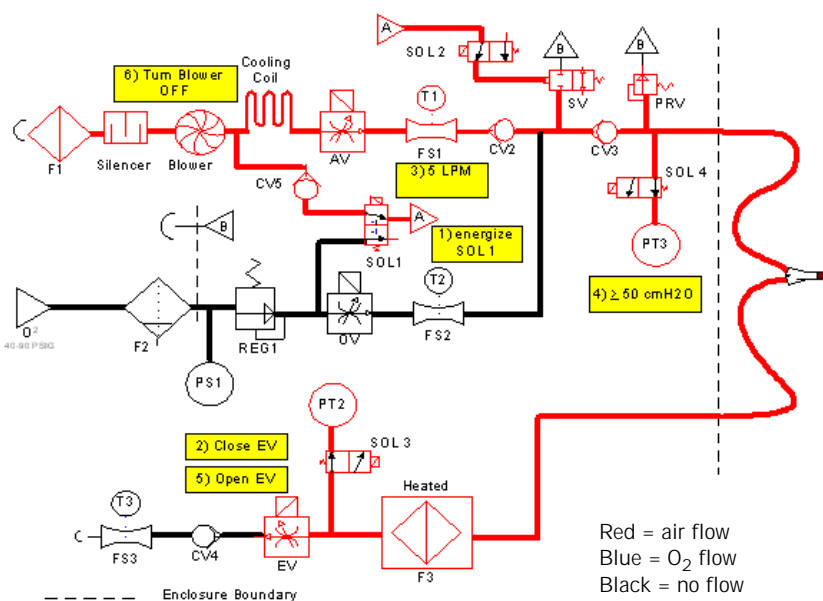 A
SOL 2
B
B
Cooling
Coil
6) Turn Blower
OFF
T1
SV
PRV
F1
Silencer
Blower
AV
FS1
CV2
CV3
3) 5 LPM
SOL 4
CV5
A
B
1) energize
SOL 1
SOL1
PT3
T2
4) ≥ 50 cmH2O
O2
40-90 PSIG
F2
REG1
OV
FS2
PS1
PT2
2) Close EV
SOL 3
5) Open EV
Heated
T3
FS3
CV4
EV
F3
Red = air flow
Blue = O2 flow
Black = no flow
Enclosure Boundary